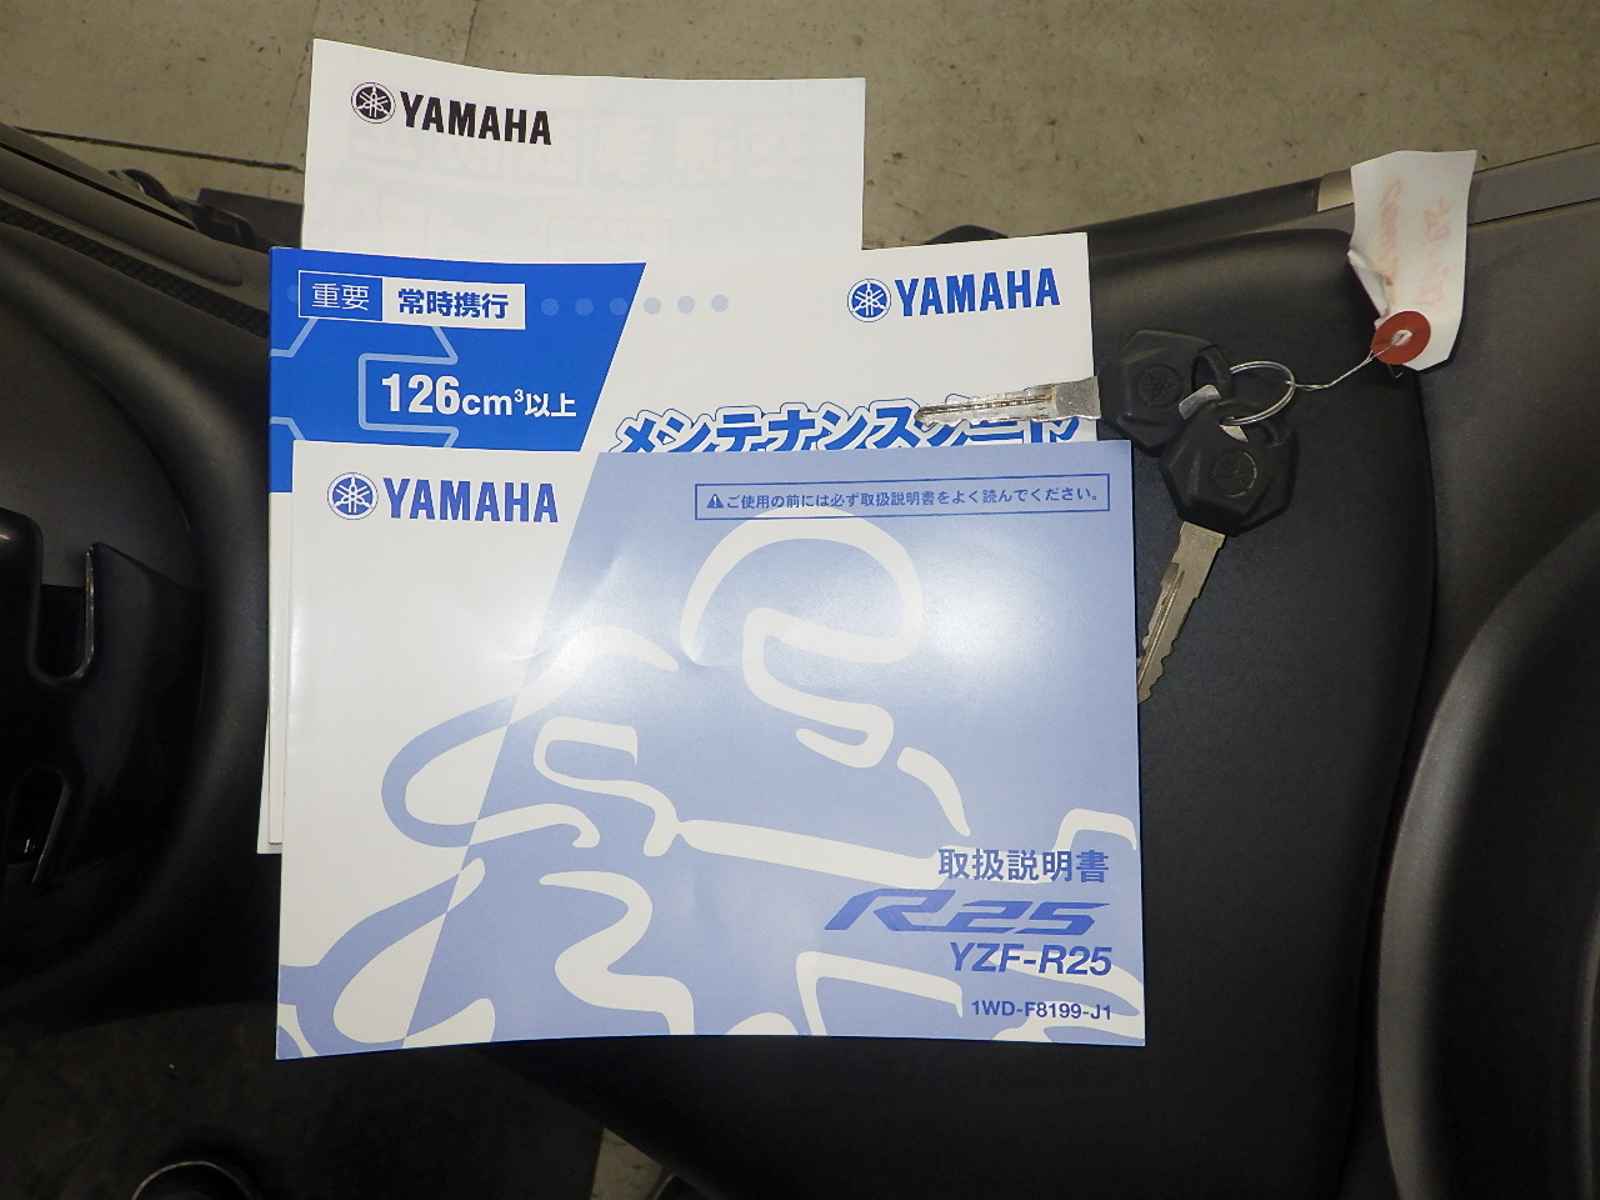 YAMAHA
重要 常時携行
YAMAHA
126cm³以上
メンテナンスノート
YAMAHA
⚠ご使用の前には必ず取扱説明書をよく読んでください。
取扱説明書
R25
YZF-R25
1WD-F8199-J1